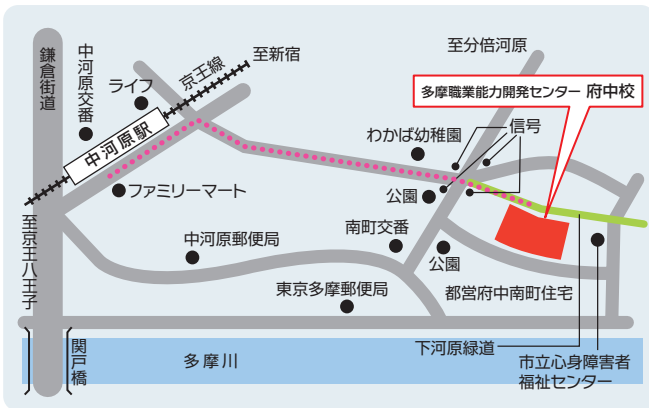 至分倍河原
鎌倉街道
中河原交番
ライフ
京王線
至新宿
多摩職業能力開発センター 府中校
中河原駅
わかば幼稚園
信号
ファミリーマート
公園
至京王八王子
中河原郵便局
南町交番
公園
東京多摩郵便局
都営府中南町住宅
関戸橋
多摩川
下河原緑道
市立心身障害者
福祉センター